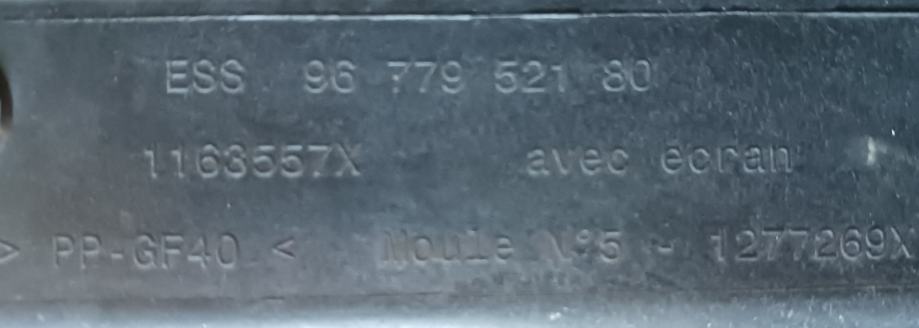 ESS 96 779 521 80
1163557X avec écran
> PP-GF40 < Moule N°5 - 1277269X